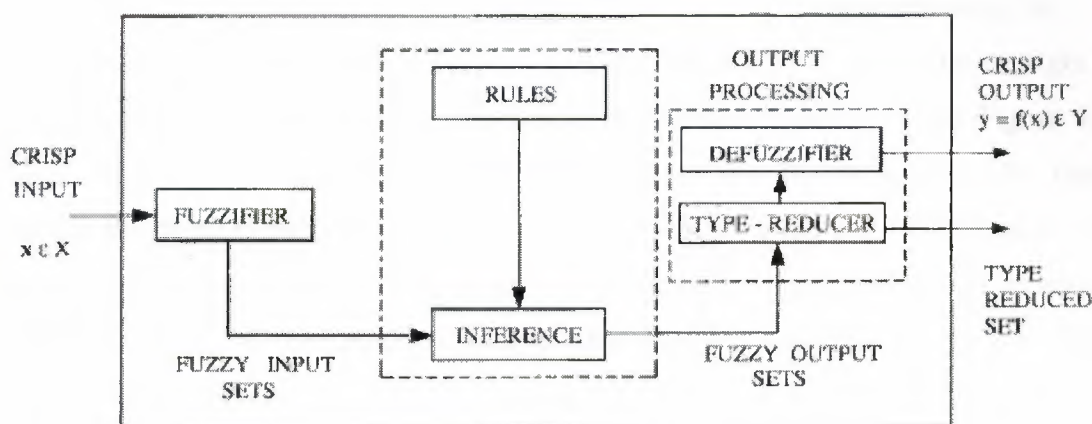 CRISP
INPUT
x ε X
FUZZIFIER
FUZZY INPUT
SETS
RULES
INFERENCE
OUTPUT
PROCESSING
DEFUZZIFIER
TYPE - REDUCER
FUZZY OUTPUT
SETS
CRISP
OUTPUT
y = f(x) ε Y
TYPE
REDUCED
SET